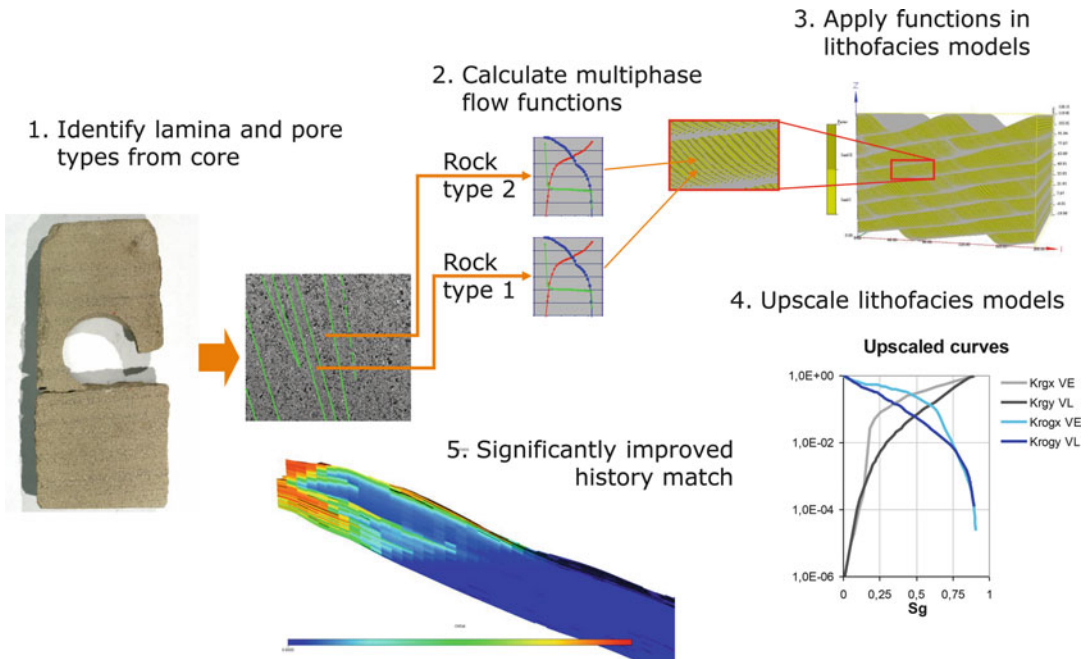 1. Identify lamina and pore
types from core
2. Calculate multiphase
flow functions
Rock
type 2
Rock
type 1
3. Apply functions in
lithofacies models
Z
4. Upscale lithofacies models
Upscaled curves
1,0E+00
1,0E-02
1,0E-04
1,0E-06
0
0,25
0,5
0,75
1
Sg
Krgx VE
Krgy VL
Krogx VE
Krogy VL
5. Significantly improved
history match